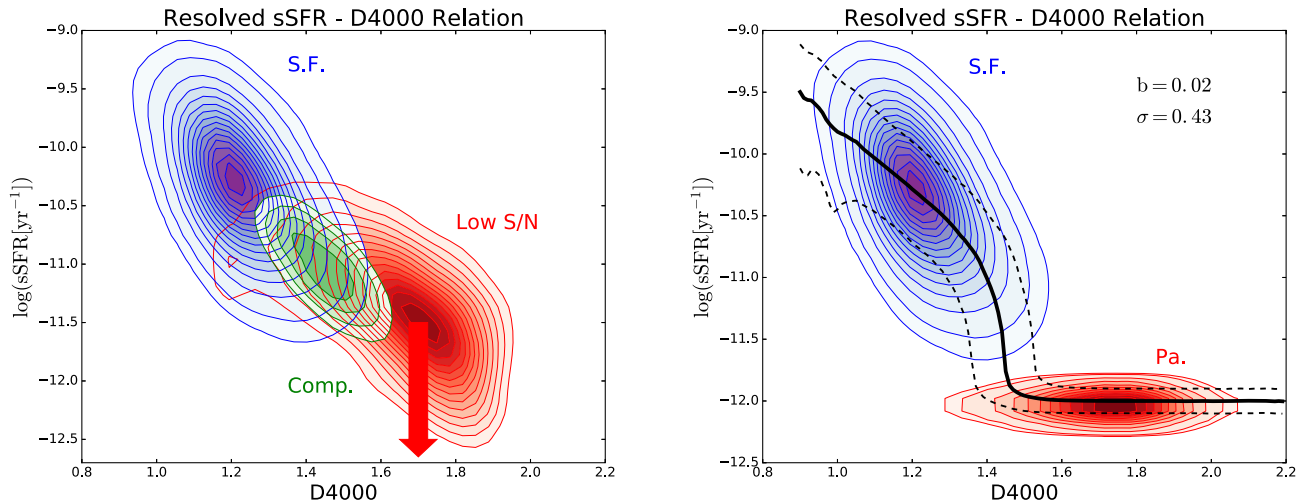 Resolved sSFR - D4000 Relation
−9.0
−9.5
−10.0
−10.5
−11.0
−11.5
−12.0
−12.5
log(sSFR[yr⁻¹])
S.F.
Low S/N
Comp.
0.8 1.0 1.2 1.4 1.6 1.8 2.0 2.2
D4000
Resolved sSFR - D4000 Relation
−9.0
−9.5
−10.0
−10.5
−11.0
−11.5
−12.0
−12.5
log(sSFR[yr⁻¹])
S.F.
b = 0.02
σ = 0.43
Pa.
0.8 1.0 1.2 1.4 1.6 1.8 2.0 2.2
D4000